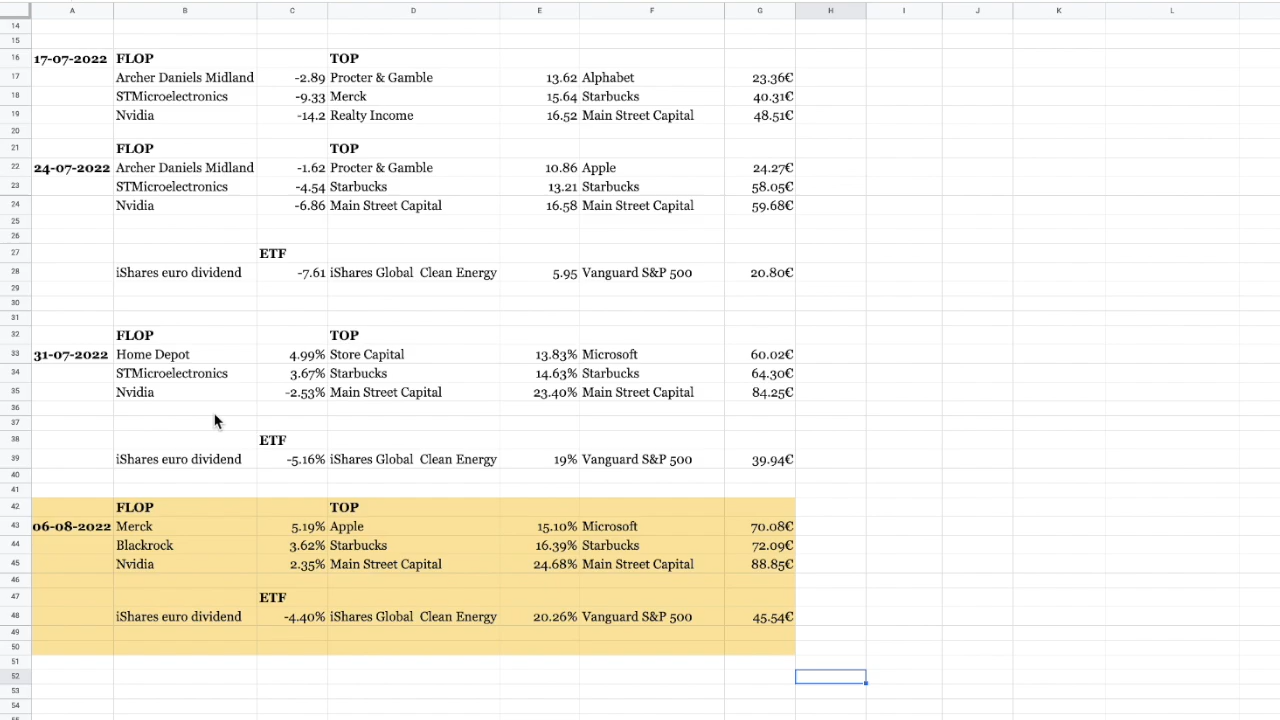 A B C D E F G H I J K L
14
15
16 17-07-2022 FLOP TOP
17 Archer Daniels Midland -2.89 Procter & Gamble 13.62 Alphabet 23.36€
18 STMicroelectronics -9.33 Merck 15.64 Starbucks 40.31€
19 Nvidia -14.2 Realty Income 16.52 Main Street Capital 48.51€
20
21 FLOP TOP
22 24-07-2022 Archer Daniels Midland -1.62 Procter & Gamble 10.86 Apple 24.27€
23 STMicroelectronics -4.54 Starbucks 13.21 Starbucks 58.05€
24 Nvidia -6.86 Main Street Capital 16.58 Main Street Capital 59.68€
25
26
27 ETF
28 iShares euro dividend -7.61 iShares Global Clean Energy 5.95 Vanguard S&P 500 20.80€
29
30
31
32 FLOP TOP
33 31-07-2022 Home Depot 4.99% Store Capital 13.83% Microsoft 60.02€
34 STMicroelectronics 3.67% Starbucks 14.63% Starbucks 64.30€
35 Nvidia -2.53% Main Street Capital 23.40% Main Street Capital 84.25€
36
37
38 ETF
39 iShares euro dividend -5.16% iShares Global Clean Energy 19% Vanguard S&P 500 39.94€
40
41
42 FLOP TOP
43 06-08-2022 Merck 5.19% Apple 15.10% Microsoft 70.08€
44 Blackrock 3.62% Starbucks 16.39% Starbucks 72.09€
45 Nvidia 2.35% Main Street Capital 24.68% Main Street Capital 88.85€
46
47 ETF
48 iShares euro dividend -4.40% iShares Global Clean Energy 20.26% Vanguard S&P 500 45.54€
49
50
51
52
53
54